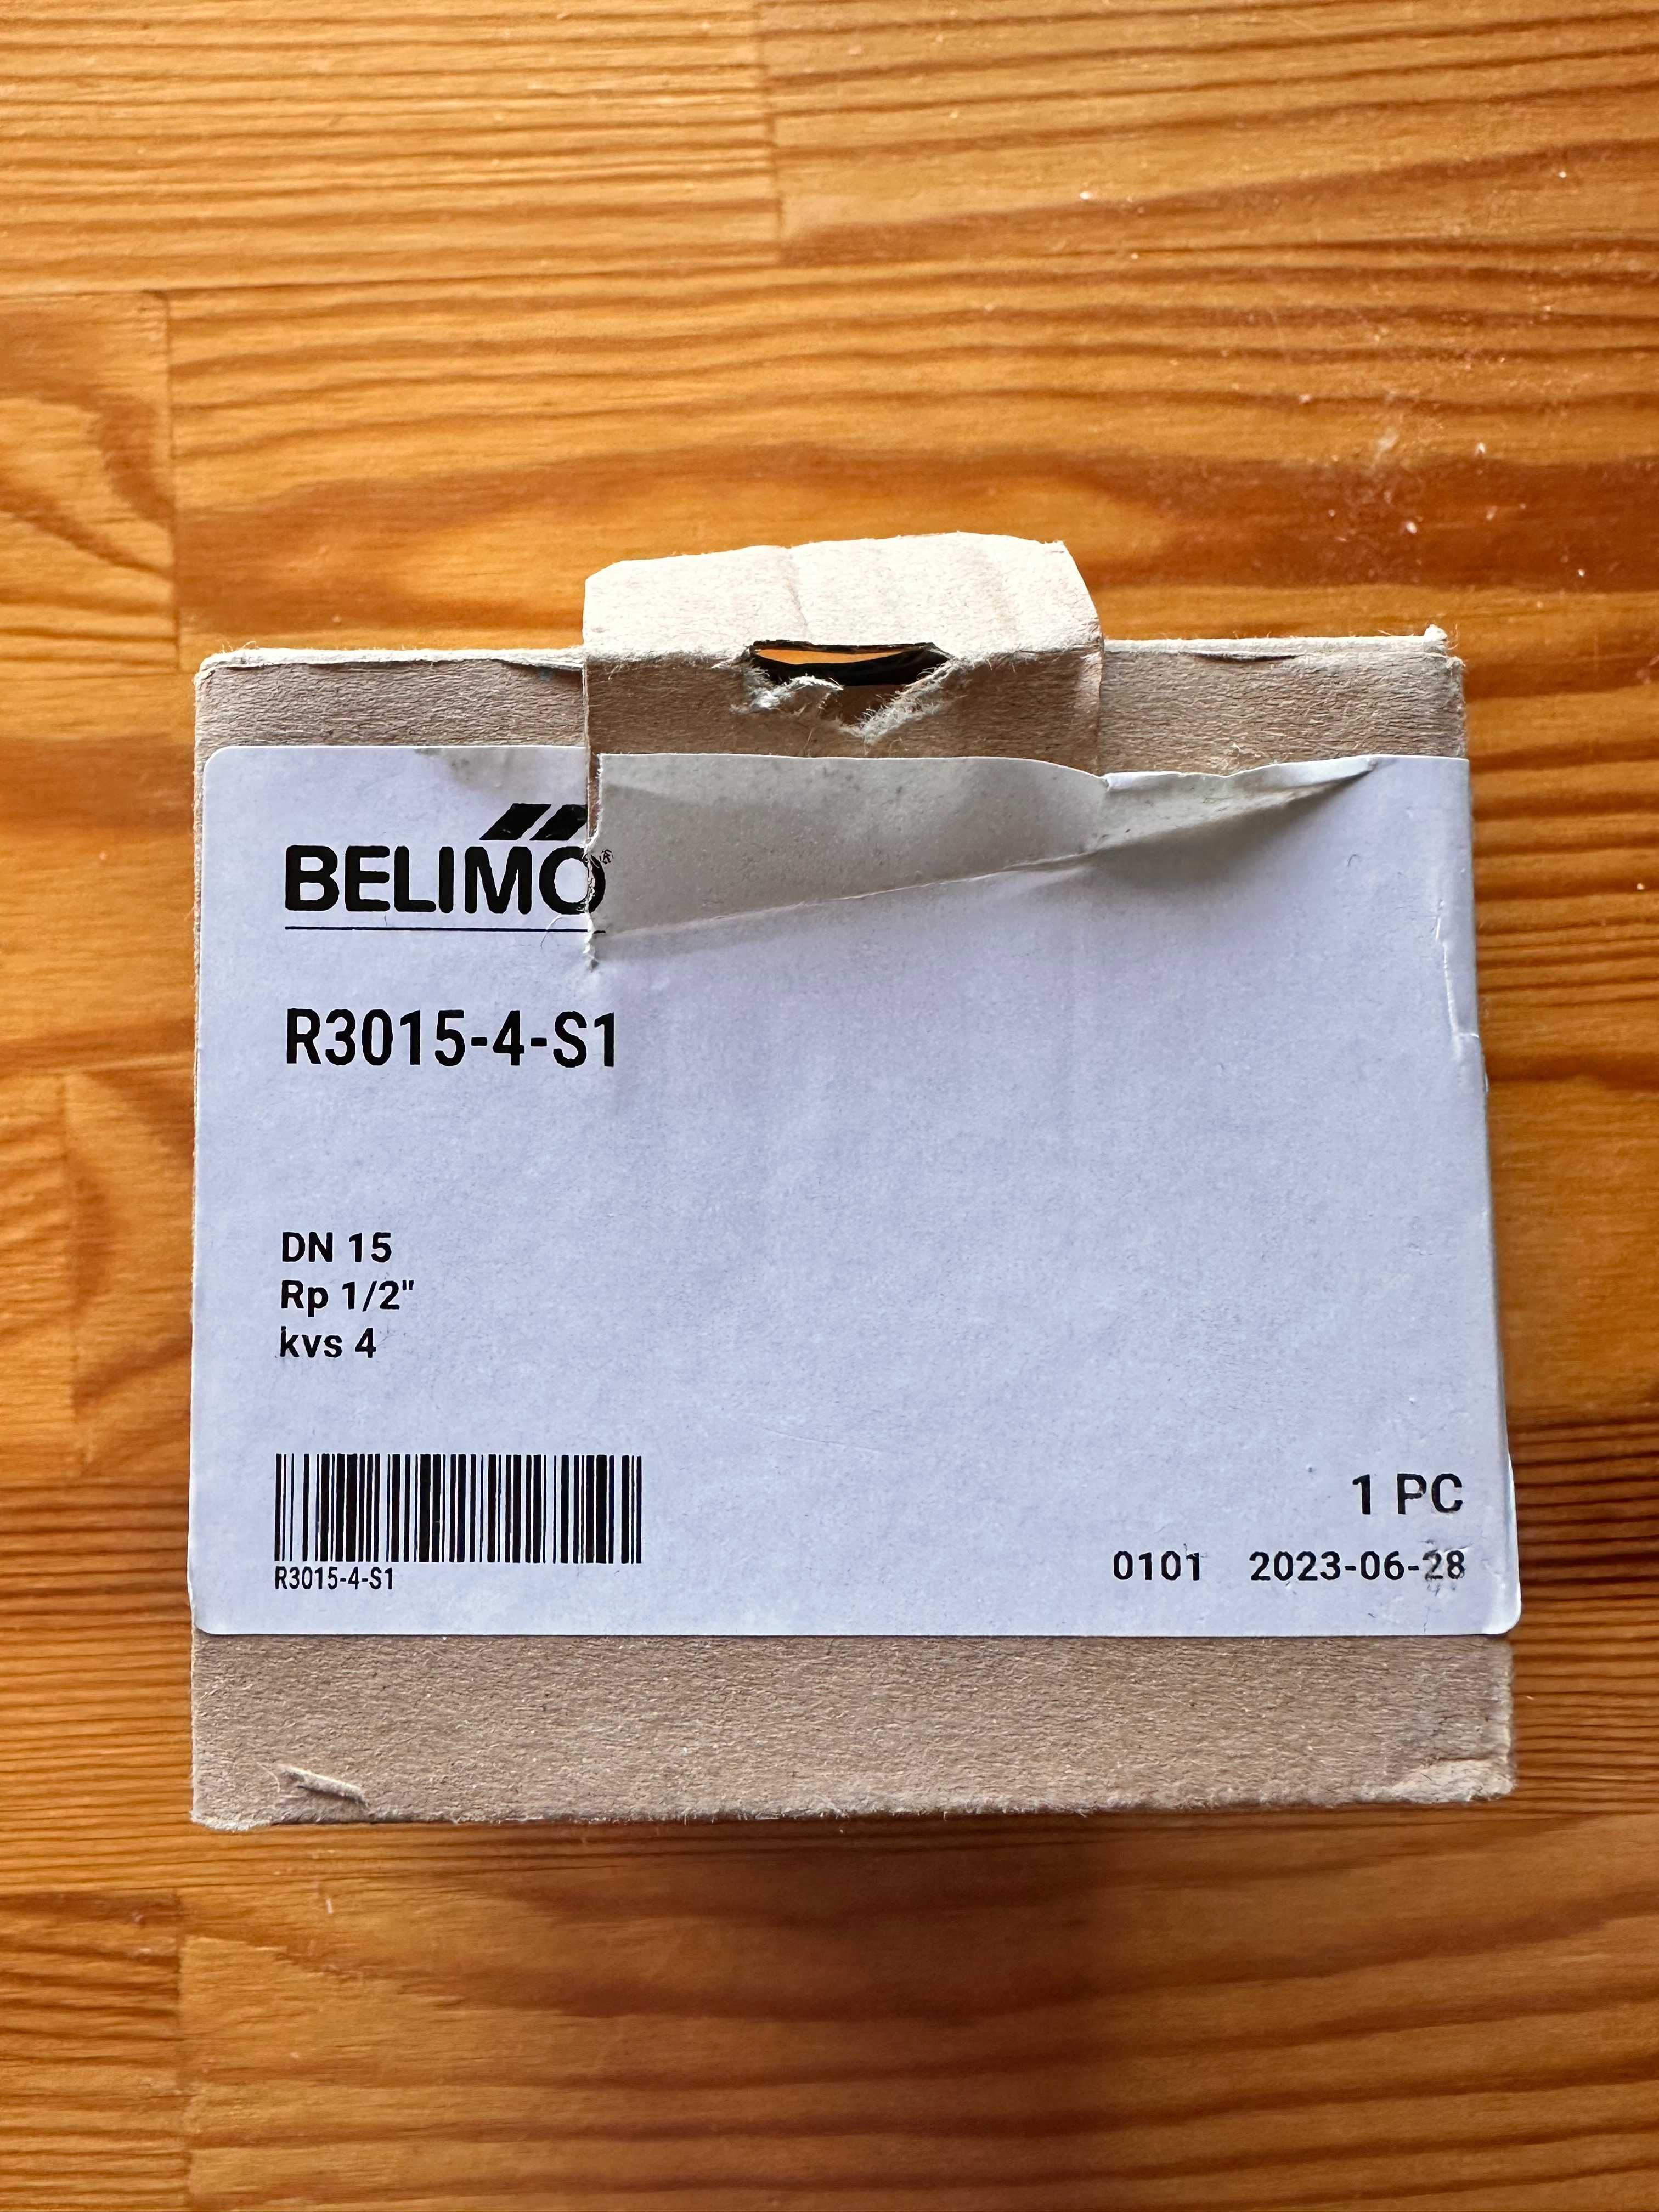 BELIMO®
R3015-4-S1
DN 15
Rp 1/2"
kvs 4
R3015-4-S1
1 PC
0101 2023-06-28